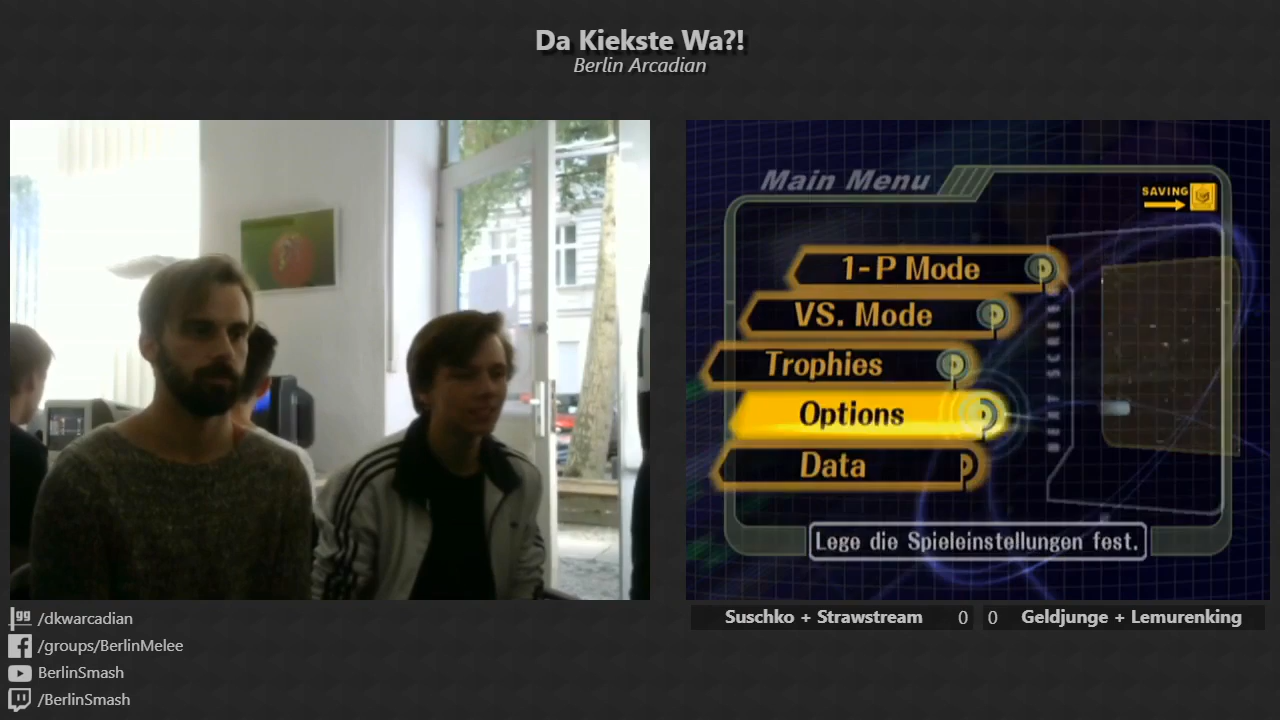 Da Kiekste Wa?!
Berlin Arcadian
Main Menu
SAVING
1-P Mode
VS. Mode
Trophies
Options
Data
Lege die Spieleinstellungen fest.
Suschko + Strawstream 0
0 Geldjunge + Lemurenking
gg /dkwarcadian
/groups/BerlinMelee
BerlinSmash
/BerlinSmash